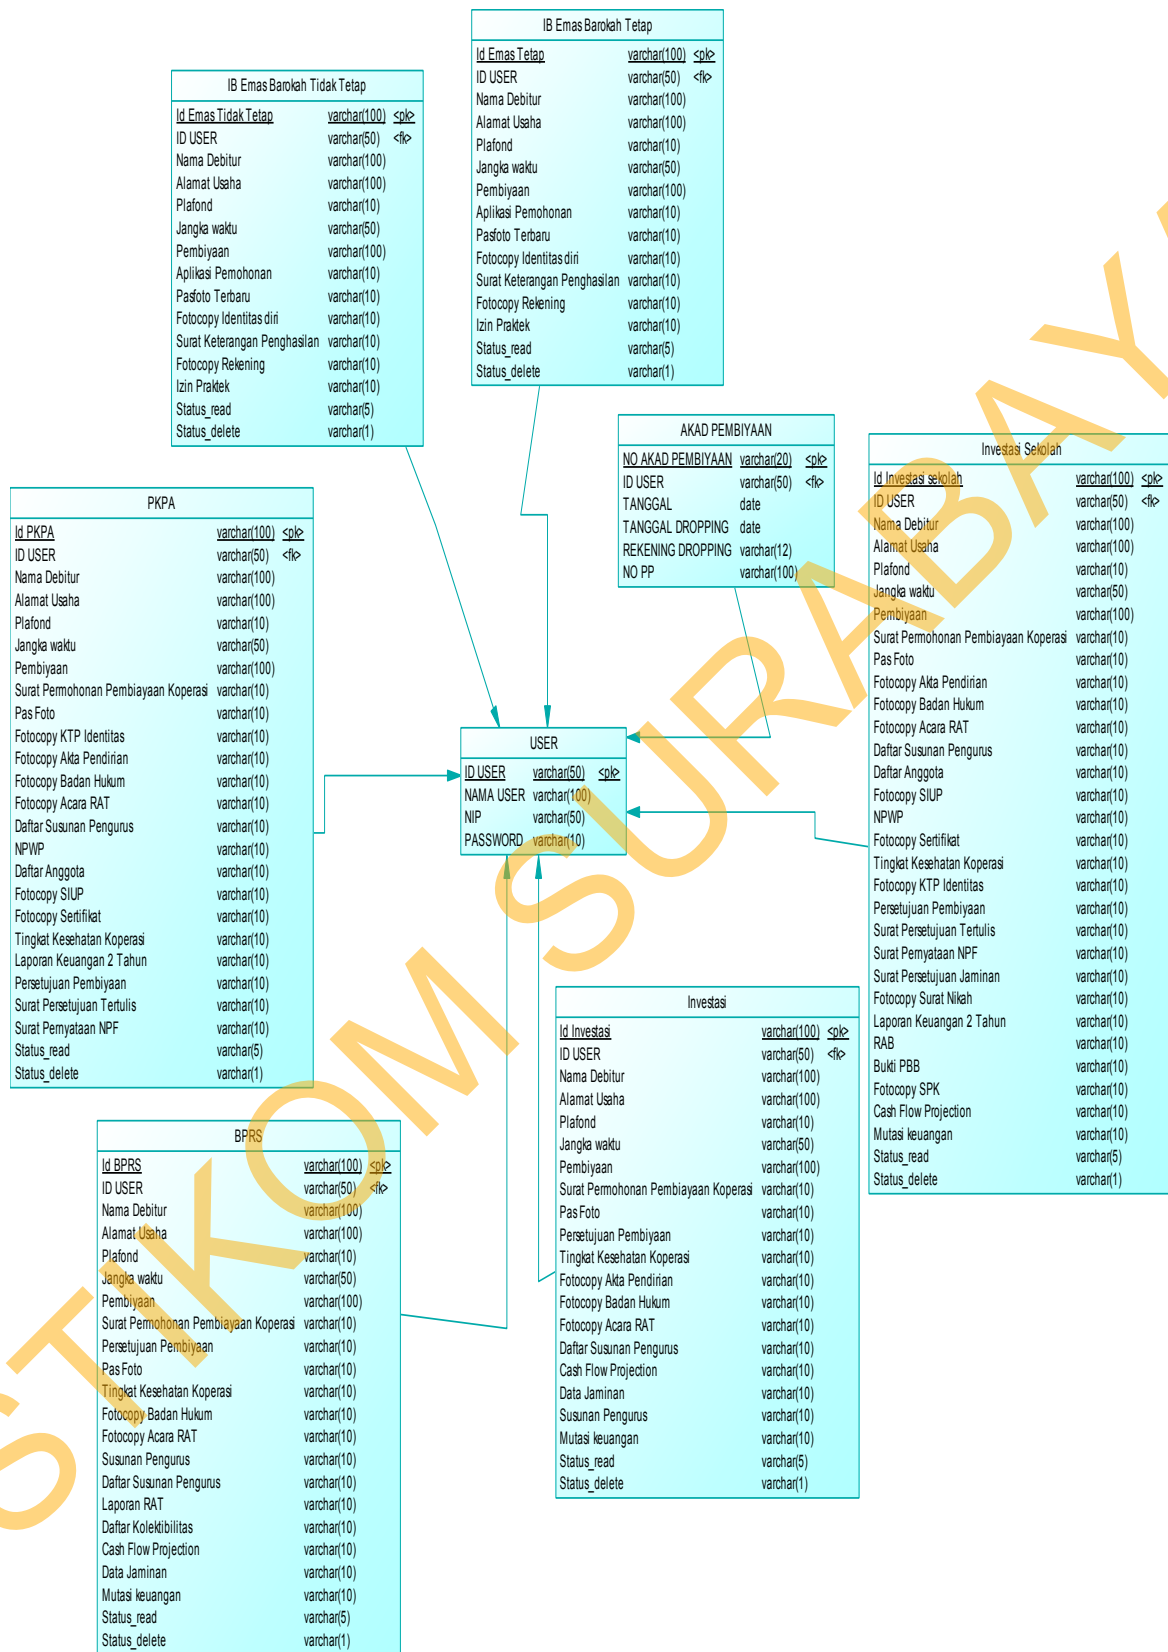 IB Emas Barokah Tetap
Id Emas Tetap varchar(100) <pk>
ID USER varchar(50) <fk>
Nama Debitur varchar(100)
Alamat Usaha varchar(100)
Plafond varchar(10)
Jangka waktu varchar(50)
Pembiyaan varchar(100)
Aplikasi Pemohonan varchar(10)
Pasfoto Terbaru varchar(10)
Fotocopy Identitas diri varchar(10)
Surat Keterangan Penghasilan varchar(10)
Fotocopy Rekening varchar(10)
Izin Praktek varchar(10)
Status_read varchar(5)
Status_delete varchar(1)
IB Emas Barokah Tidak Tetap
Id Emas Tidak Tetap varchar(100) <pk>
ID USER varchar(50) <fk>
Nama Debitur varchar(100)
Alamat Usaha varchar(100)
Plafond varchar(10)
Jangka waktu varchar(50)
Pembiyaan varchar(100)
Aplikasi Pemohonan varchar(10)
Pasfoto Terbaru varchar(10)
Fotocopy Identitas diri varchar(10)
Surat Keterangan Penghasilan varchar(10)
Fotocopy Rekening varchar(10)
Izin Praktek varchar(10)
Status_read varchar(5)
Status_delete varchar(1)
AKAD PEMBIYAAN
NO AKAD PEMBIYAAN varchar(20) <pk>
ID USER varchar(50) <fk>
TANGGAL date
TANGGAL DROPPING date
REKENING DROPPING varchar(12)
NO PP varchar(100)
Investasi Sekolah
Id Investasi sekolah varchar(100) <pk>
ID USER varchar(50) <fk>
Nama Debitur varchar(100)
Alamat Usaha varchar(100)
Plafond varchar(10)
Jangka waktu varchar(50)
Pembiyaan varchar(100)
Surat Permohonan Pembiayaan Koperasi varchar(10)
Pas Foto varchar(10)
Fotocopy Akta Pendirian varchar(10)
Fotocopy Badan Hukum varchar(10)
Fotocopy Acara RAT varchar(10)
Daftar Susunan Pengurus varchar(10)
Daftar Anggota varchar(10)
Fotocopy SIUP varchar(10)
NPWP varchar(10)
Fotocopy Sertifikat varchar(10)
Tingkat Kesehatan Koperasi varchar(10)
Fotocopy KTP Identitas varchar(10)
Persetujuan Pembiyaan varchar(10)
Surat Persetujuan Tertulis varchar(10)
Surat Pernyataan NPF varchar(10)
Surat Persetujuan Jaminan varchar(10)
Fotocopy Surat Nikah varchar(10)
Laporan Keuangan 2 Tahun varchar(10)
RAB varchar(10)
Bukti PBB varchar(10)
Fotocopy SPK varchar(10)
Cash Flow Projection varchar(10)
Mutasi keuangan varchar(10)
Status_read varchar(5)
Status_delete varchar(1)
PKPA
Id PKPA varchar(100) <pk>
ID USER varchar(50) <fk>
Nama Debitur varchar(100)
Alamat Usaha varchar(100)
Plafond varchar(10)
Jangka waktu varchar(50)
Pembiyaan varchar(100)
Surat Permohonan Pembiayaan Koperasi varchar(10)
Pas Foto varchar(10)
Fotocopy KTP Identitas varchar(10)
Fotocopy Akta Pendirian varchar(10)
Fotocopy Badan Hukum varchar(10)
Fotocopy Acara RAT varchar(10)
Daftar Susunan Pengurus varchar(10)
NPWP varchar(10)
Daftar Anggota varchar(10)
Fotocopy SIUP varchar(10)
Fotocopy Sertifikat varchar(10)
Tingkat Kesehatan Koperasi varchar(10)
Laporan Keuangan 2 Tahun varchar(10)
Persetujuan Pembiyaan varchar(10)
Surat Persetujuan Tertulis varchar(10)
Surat Pernyataan NPF varchar(10)
Status_read varchar(5)
Status_delete varchar(1)
USER
ID USER varchar(50) <pk>
NAMA USER varchar(100)
NIP varchar(50)
PASSWORD varchar(10)
Investasi
Id Investasi varchar(100) <pk>
ID USER varchar(50) <fk>
Nama Debitur varchar(100)
Alamat Usaha varchar(100)
Plafond varchar(10)
Jangka waktu varchar(50)
Pembiyaan varchar(100)
Surat Permohonan Pembiayaan Koperasi varchar(10)
Pas Foto varchar(10)
Persetujuan Pembiyaan varchar(10)
Tingkat Kesehatan Koperasi varchar(10)
Fotocopy Akta Pendirian varchar(10)
Fotocopy Badan Hukum varchar(10)
Fotocopy Acara RAT varchar(10)
Daftar Susunan Pengurus varchar(10)
Cash Flow Projection varchar(10)
Data Jaminan varchar(10)
Susunan Pengurus varchar(10)
Mutasi keuangan varchar(10)
Status_read varchar(5)
Status_delete varchar(1)
BPRS
Id BPRS varchar(100) <pk>
ID USER varchar(50) <fk>
Nama Debitur varchar(100)
Alamat Usaha varchar(100)
Plafond varchar(10)
Jangka waktu varchar(50)
Pembiyaan varchar(100)
Surat Permohonan Pembiayaan Koperasi varchar(10)
Persetujuan Pembiyaan varchar(10)
Pas Foto varchar(10)
Tingkat Kesehatan Koperasi varchar(10)
Fotocopy Badan Hukum varchar(10)
Fotocopy Acara RAT varchar(10)
Susunan Pengurus varchar(10)
Daftar Susunan Pengurus varchar(10)
Laporan RAT varchar(10)
Daftar Kolektibilitas varchar(10)
Cash Flow Projection varchar(10)
Data Jaminan varchar(10)
Mutasi keuangan varchar(10)
Status_read varchar(5)
Status_delete varchar(1)
STIKOM SURABAYA